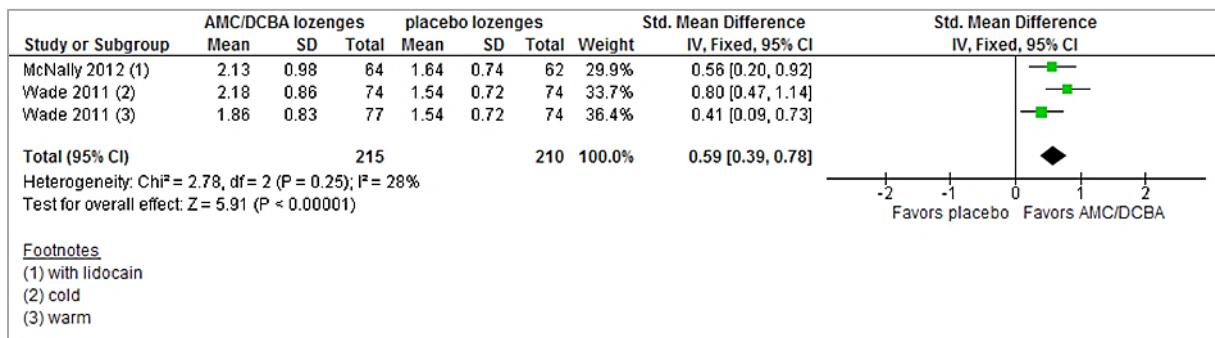 AMC/DCBA lozenges placebo lozenges Std. Mean Difference Std. Mean Difference
Study or Subgroup Mean SD Total Mean SD Total Weight IV, Fixed, 95% CI IV, Fixed, 95% CI
McNally 2012 (1) 2.13 0.98 64 1.64 0.74 62 29.9% 0.56 [0.20, 0.92]
Wade 2011 (2) 2.18 0.86 74 1.54 0.72 74 33.7% 0.80 [0.47, 1.14]
Wade 2011 (3) 1.86 0.83 77 1.54 0.72 74 36.4% 0.41 [0.09, 0.73]
Total (95% CI) 215 210 100.0% 0.59 [0.39, 0.78]
Heterogeneity: Chi² = 2.78, df = 2 (P = 0.25); I² = 28%
Test for overall effect: Z = 5.91 (P < 0.00001)
-2 -1 0 1 2
Favors placebo Favors AMC/DCBA
Footnotes
(1) with lidocain
(2) cold
(3) warm